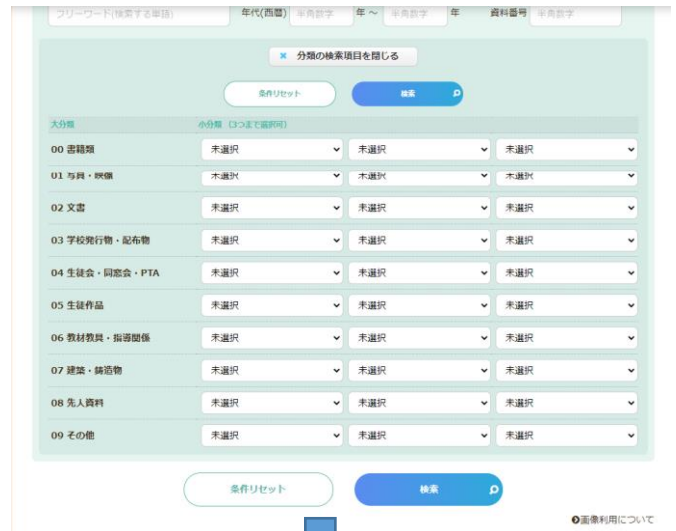 フリーワード(検索する単語) 年代(西暦) 半角数字 年 ~ 半角数字 年 資料番号 半角数字
× 分類の検索項目を閉じる
条件リセット 検索
大分類 小分類 (3つまで選択可)
00 書籍類 未選択 未選択 未選択
01 写真・映像 未選択 未選択 未選択
02 文書 未選択 未選択 未選択
03 学校発行物・配布物 未選択 未選択 未選択
04 生徒会・同窓会・PTA 未選択 未選択 未選択
05 生徒作品 未選択 未選択 未選択
06 教材教具・指導関係 未選択 未選択 未選択
07 建築・鋳造物 未選択 未選択 未選択
08 先人資料 未選択 未選択 未選択
09 その他 未選択 未選択 未選択
条件リセット 検索
画像利用について